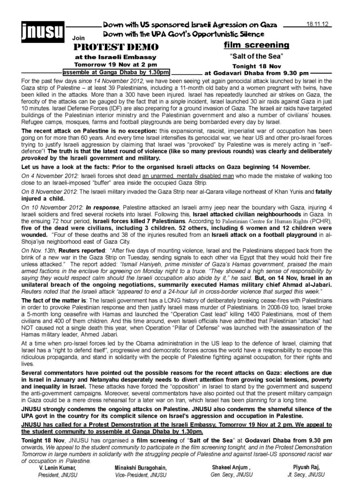 jnusu
Down with US sponsored Israeli Agression on Gaza
18.11.12
Down with the UPA Govt's Opportunistic Silence
Join
PROTEST DEMO
at the Israeli Embassy
Tomorrow 19 Nov at 2 pm
assemble at Ganga Dhaba by 1.30pm
film screening
"Salt of the Sea"
Tonight 18 Nov
at Godavari Dhaba from 9.30 pm
For the past few days since 14 November 2012, we have been seeing yet again genocidal attack launched by Israel in the
Gaza strip of Palestine – at least 39 Palestinians, including a 11-month old baby and a women pregnant with twins, have
been killed in the attacks. More than a 300 have been injured. Israel has repeatedly launched air strikes on Gaza, the
ferocity of the attacks can be gauged by the fact that in a single incident, Israel launched 30 air raids against Gaza in just
10 minutes. Israel Defense Forces (IDF) are also preparing for a ground invasion of Gaza. The Israeli air raids have targeted
buildings of the Palestinian interior ministry and the Palestinian government and also a number of civilians' houses.
Refugee camps, mosques, farms and football playgrounds are being bombarded every day by Israel.
The recent attack on Palestine is no exception: this expansionist, racist, imperialist war of occupation has been
going on for more than 60 years. And every time Israel intensifies its genocidal war, we hear US and other pro-Israel forces
trying to justify Israeli aggression by claiming that Israel was "provoked" by Palestine was is merely acting in "self-
defence"! The truth is that the latest round of violence (like so many previous rounds) was clearly and deliberately
provoked by the Israeli government and military.
Let us have a look at the facts: Prior to the organised Israeli attacks on Gaza beginning 14 November.
On 4 November 2012: Israeli forces shot dead an unarmed, mentally disabled man who made the mistake of walking too
close to an Israeli-imposed "buffer" area inside the occupied Gaza Strip.
On 8 November 2012: The Israeli military invaded the Gaza Strip near al-Qarara village northeast of Khan Yunis and fatally
injured a child.
On 10 November 2012: In response, Palestine attacked an Israeli army jeep near the boundary with Gaza, injuring 4
Israeli soldiers and fired several rockets into Israel. Following this, Israel attacked civilian neighbourhoods in Gaza. In
the ensuing 72 hour period, Israeli forces killed 7 Palestinians. According to Palestinian Centre for Human Rights (PCHR),
five of the dead were civilians, including 3 children. 52 others, including 6 women and 12 children were
wounded. "Four of these deaths and 38 of the injuries resulted from an Israeli attack on a football playground in al-
Shoja'iya neighborhood east of Gaza City.
On Nov. 13th, Reuters reported: "After five days of mounting violence, Israel and the Palestinians stepped back from the
brink of a new war in the Gaza Strip on Tuesday, sending signals to each other via Egypt that they would hold their fire
unless attacked." The report added: "Ismail Haniyeh, prime minister of Gaza's Hamas government, praised the main
armed factions in the enclave for agreeing on Monday night to a truce. "They showed a high sense of responsibility by
saying they would respect calm should the Israeli occupation also abide by it," he said. But, on 14 Nov, Israel in an
unilateral breach of the ongoing negotiations, summarily executed Hamas military chief Ahmad al-Jabari.
Reuters noted that the Israeli attack "appeared to end a 24-hour lull in cross-border violence that surged this week."
The fact of the matter is: The Israeli government has a LONG history of deliberately breaking cease-fires with Palestinians
in order to provoke Palestinian response and then justify Israeli mass murder of Palestinians. In 2008-09 too, Israel broke
a 5-month long ceasefire with Hamas and launched the "Operation Cast lead" killing 1400 Palestinians, most of them
civilians and 400 of them children. And this time around, even Israeli officials have admitted that Palestinian "attacks" had
NOT caused not a single death this year, when Operation "Pillar of Defense" was launched with the assassination of the
Hamas military leader, Ahmed Jabari.
At a time when pro-Israel forces led by the Obama administration in the US leap to the defence of Israel, claiming that
Israel has a "right to defend itself", progressive and democratic forces across the world have a responsibility to expose this
ridiculous propaganda, and stand in solidarity with the people of Palestine fighting against occupation, for their rights and
lives
Several commentators have pointed out the possible reasons for the attacks against Gaza: elections are due
in Israel in January and Netanyahu desperately needs to divert attention from growing social tensions, poverty
and inequality in Israel. These attacks have forced the "opposition" in Israel to stand by the government and suspend
the anti-government campaigns. Moreover, several commentators have also pointed out that the present military campaign
in Gaza could be a mere dress rehearsal for a later war on Iran, which Israel has been planning for a long time.
JNUSU strongly condemns the ongoing attacks on Palestine. JNUSU also condemns the shameful silence of the
UPA govt in the country for its complicit silence on Israel's aggression and occupation in Palestine.
JNUSU has called for a Protest Demonstration at the Israeli Embassy, Tomorrow 19 Nov at 2 pm. We appeal to
the student community to assemble at Ganga Dhaba by 1.30pm.
Tonight 18 Nov, JNUSU has organised a film screening of "Salt of the Sea" at Godavari Dhaba from 9.30 pm
onwards. We appeal to the student community to participate in the film screening tonight, and in the Protest Demonstration
Tomorrow in large numbers in solidarity with the struggling people of Palestine and against Israel-US sponsored racist war
of occupation in Palestine.
V. Lenin Kumar,
President, JNUSU
Minakshi Buragohain,
Vice-President, JNUSU
Shakeel Anjum,
Gen. Secy, JNUSU
Piyush Raj,
Jt. Secy, JNUSU